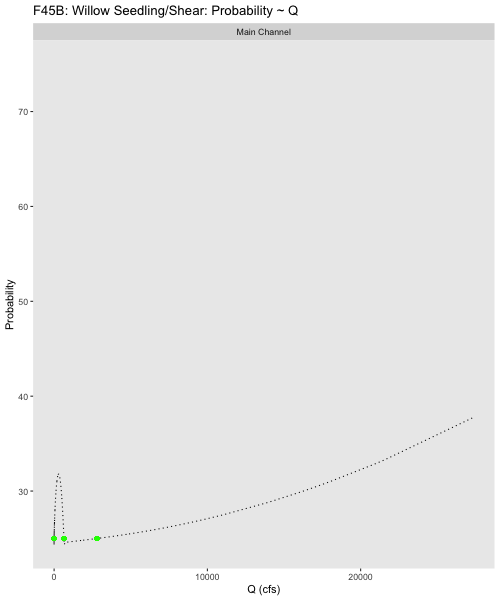 F45B: Willow Seedling/Shear: Probability ~ Q
Main Channel
70
60
50
40
30
Probability
0
10000
20000
Q (cfs)